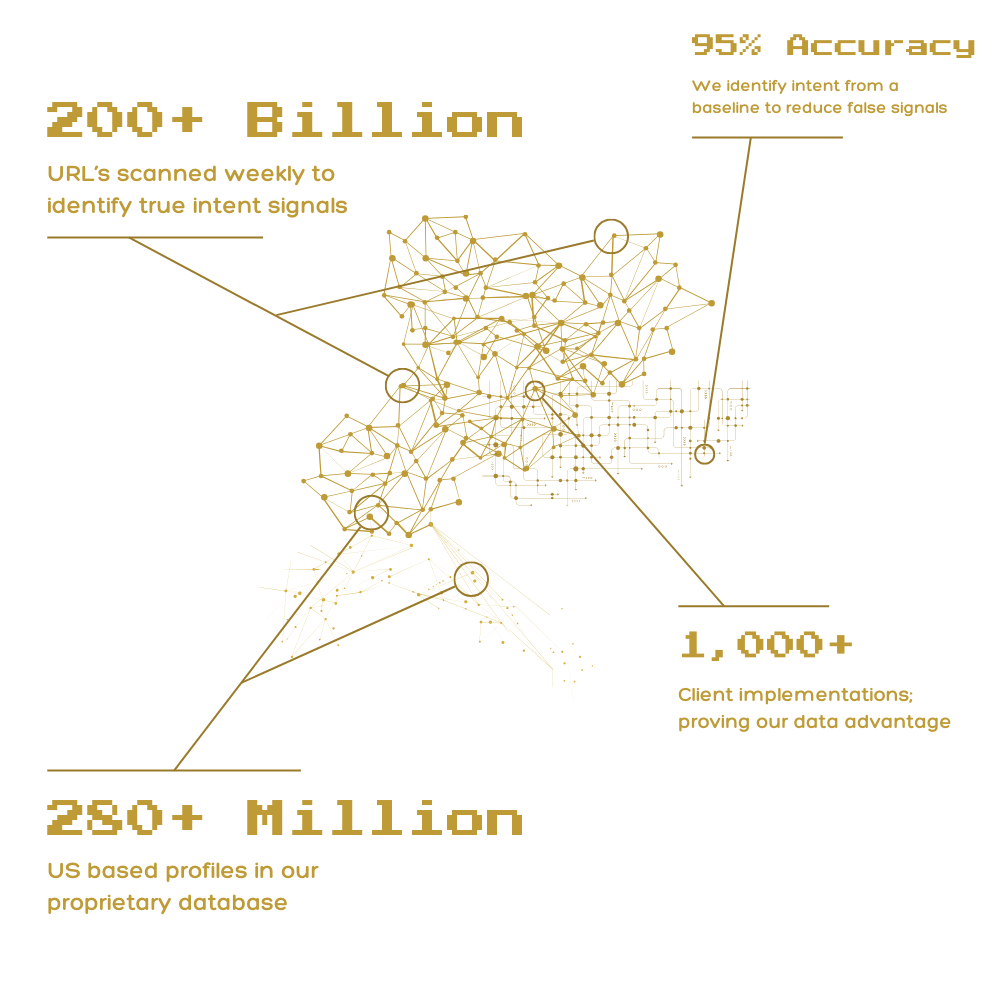 95% Accuracy
We identify intent from a
baseline to reduce false signals
200+ Billion
URL's scanned weekly to
identify true intent signals
1,000+
Client implementations;
proving our data advantage
280+ Million
US based profiles in our
proprietary database